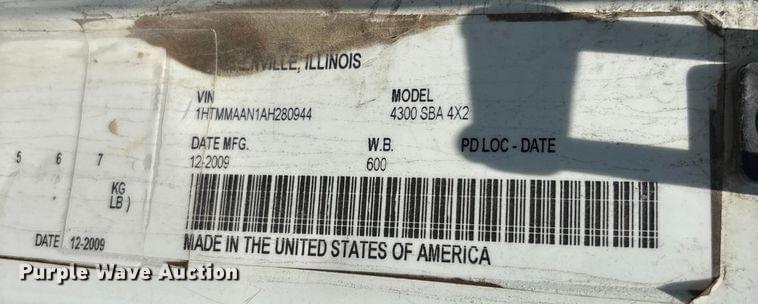 ILLINOIS
VIN MODEL
1HTMMAAN1AH280944 4300 SBA 4X2
DATE MFG. W.B. PD LOC - DATE
12-2009 600
5 6 7
KG
LB )
DATE 12-2009
MADE IN THE UNITED STATES OF AMERICA
Purple Wave Auction